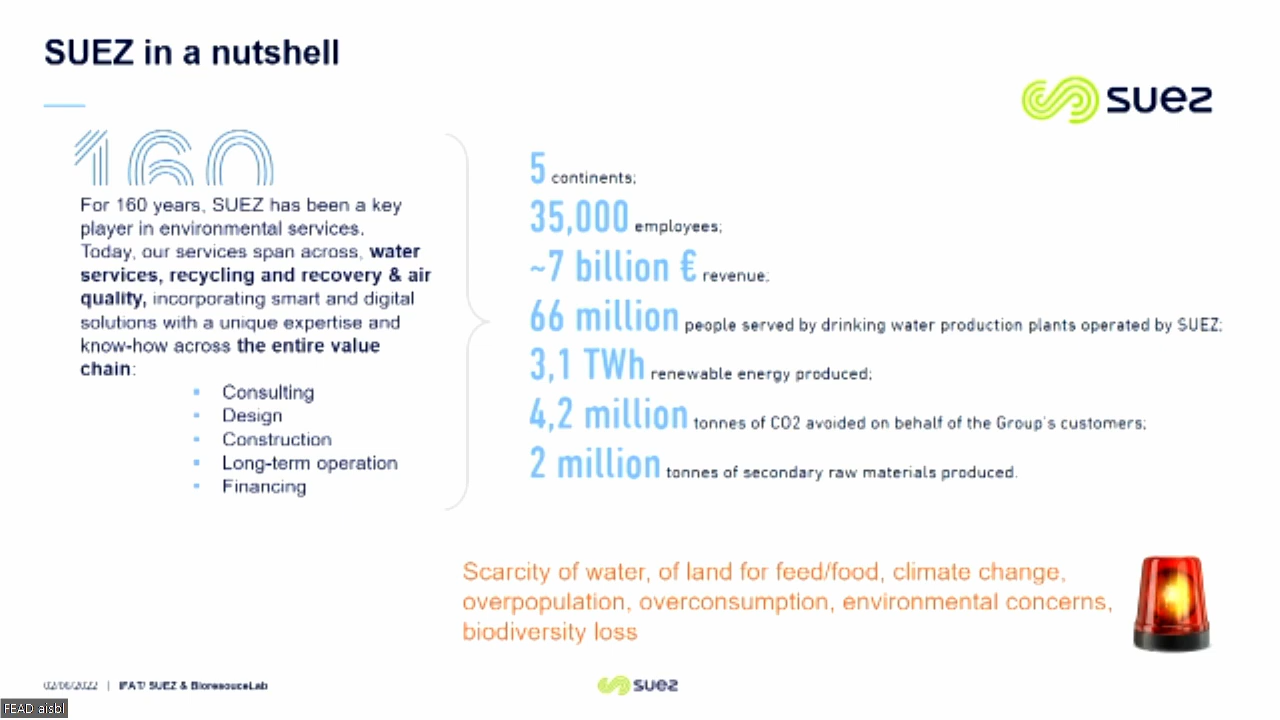 SUEZ in a nutshell
suez
160
For 160 years, SUEZ has been a key
player in environmental services.
Today, our services span across, water
services, recycling and recovery & air
quality, incorporating smart and digital
solutions with a unique expertise and
know-how across the entire value
chain:
▪ Consulting
▪ Design
▪ Construction
▪ Long-term operation
▪ Financing
5 continents;
35,000 employees;
~7 billion € revenue;
66 million people served by drinking water production plants operated by SUEZ;
3,1 TWh renewable energy produced;
4,2 million tonnes of CO2 avoided on behalf of the Group's customers;
2 million tonnes of secondary raw materials produced.
Scarcity of water, of land for feed/food, climate change,
overpopulation, overconsumption, environmental concerns,
biodiversity loss
02/06/2022 | IFAT/ SUEZ & BioresouceLab
suez
FEAD aisbl